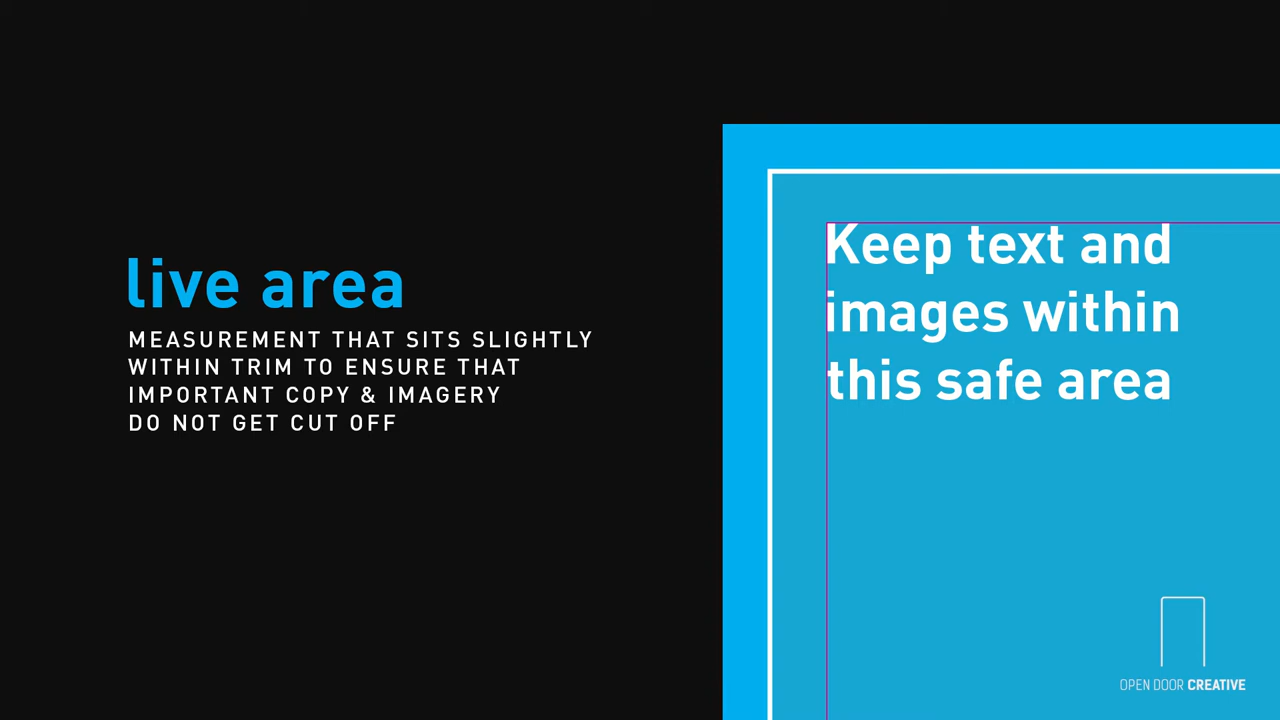 live area
MEASUREMENT THAT SITS SLIGHTLY
WITHIN TRIM TO ENSURE THAT
IMPORTANT COPY & IMAGERY
DO NOT GET CUT OFF
Keep text and
images within
this safe area
OPEN DOOR CREATIVE